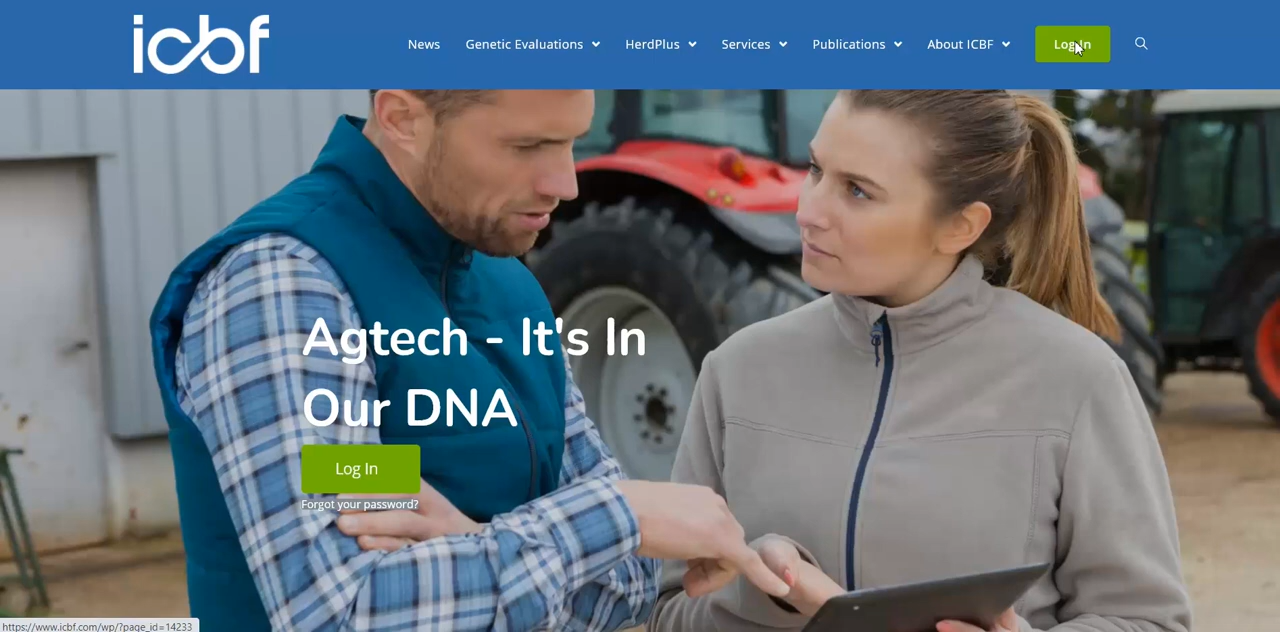 icbf
News Genetic Evaluations HerdPlus Services Publications About ICBF Log In
Agtech - It's In
Our DNA
Log In
Forgot your password?
https://www.icbf.com/wp/?page_id=14233